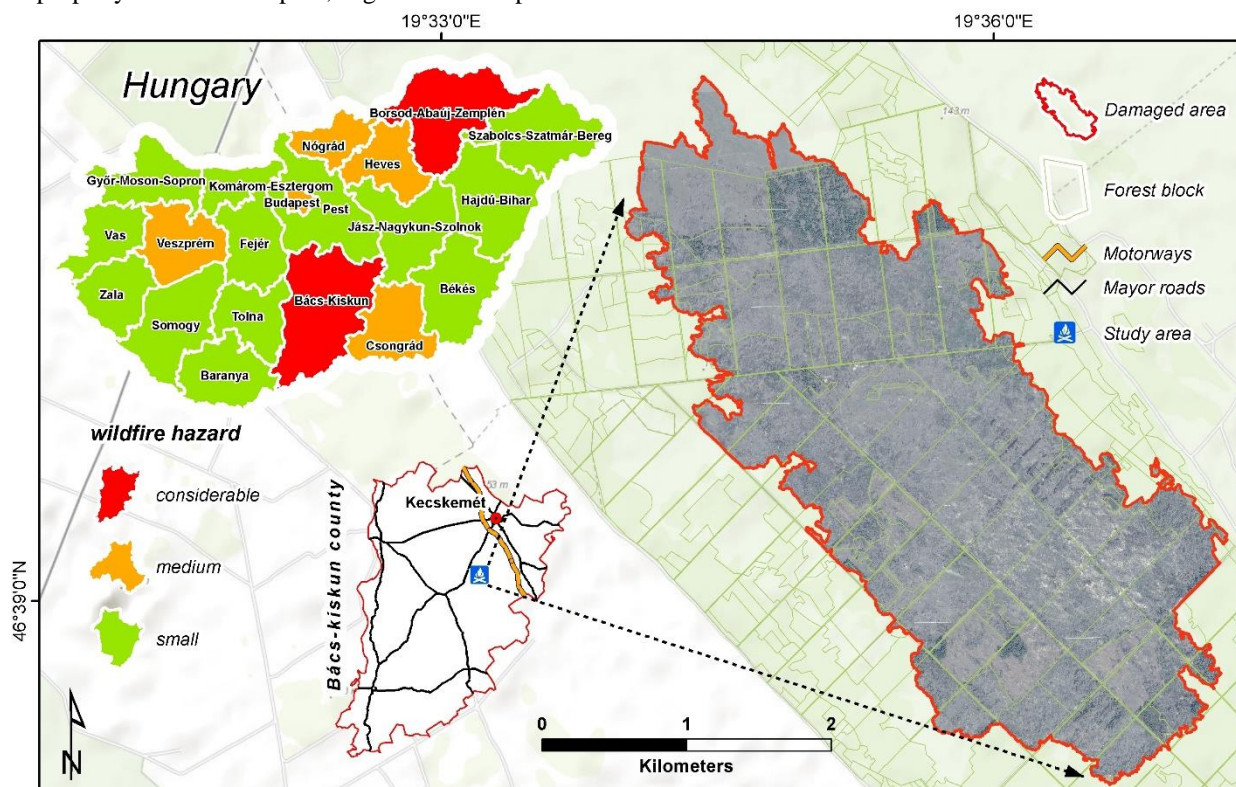 19°33'0"E
19°36'0"E
Hungary
Borsod-Abaúj-Zemplén
Szabolcs-Szatmár-Bereg
Nógrád
Heves
Győr-Moson-Sopron
Komárom-Esztergom
Budapest
Pest
Hajdú-Bihar
Jász-Nagykun-Szolnok
Vas
Veszprém
Fejér
Zala
Bács-Kiskun
Békés
Somogy
Tolna
Csongrád
Baranya
wildfire hazard
considerable
medium
small
Bács-kiskun county
Kecskemét
46°39'0"N
N
0 1 2
Kilometers
143 m
Damaged area
Forest block
Motorways
Mayor roads
Study area